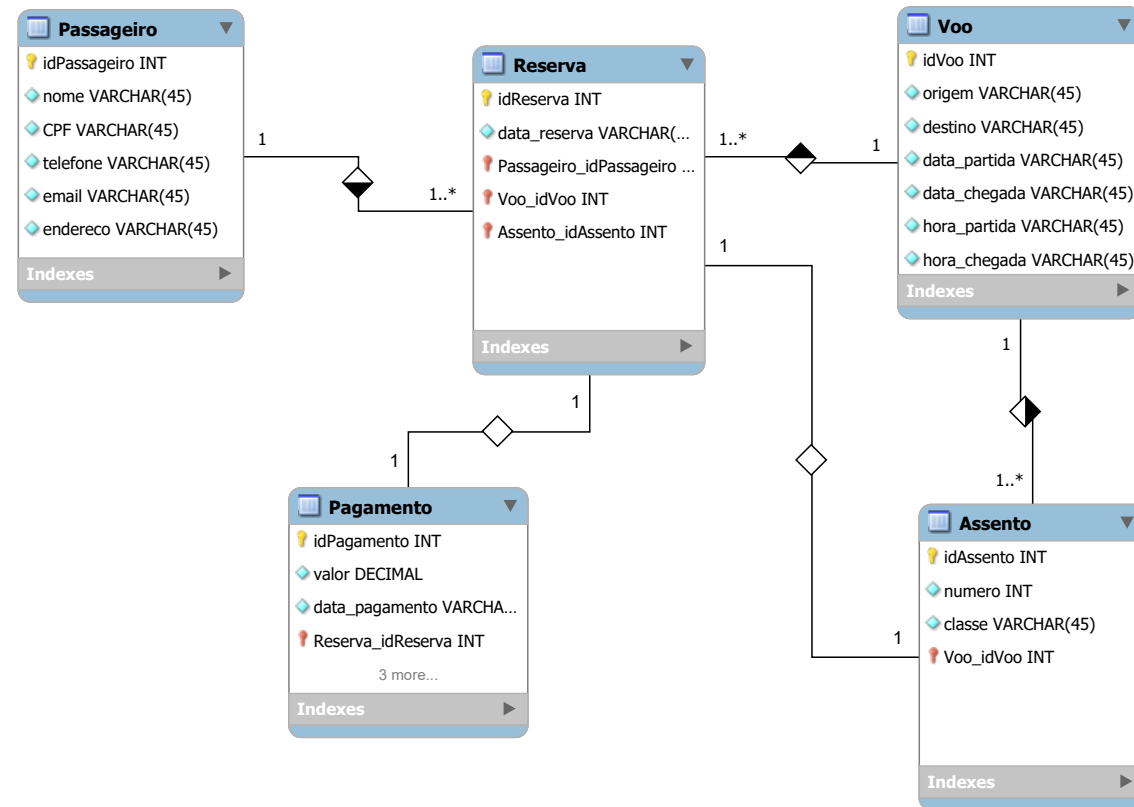 Passageiro
idPassageiro INT
nome VARCHAR(45)
CPF VARCHAR(45)
telefone VARCHAR(45)
email VARCHAR(45)
endereco VARCHAR(45)
Indexes
1
1..*
Reserva
idReserva INT
data_reserva VARCHAR(...
Passageiro_idPassageiro ...
Voo_idVoo INT
Assento_idAssento INT
Indexes
1..*
1
1
1
Voo
idVoo INT
origem VARCHAR(45)
destino VARCHAR(45)
data_partida VARCHAR(45)
data_chegada VARCHAR(45)
hora_partida VARCHAR(45)
hora_chegada VARCHAR(45)
Indexes
1
1..*
1
Pagamento
idPagamento INT
valor DECIMAL
data_pagamento VARCHA...
Reserva_idReserva INT
3 more...
Indexes
1
Assento
idAssento INT
numero INT
classe VARCHAR(45)
Voo_idVoo INT
Indexes